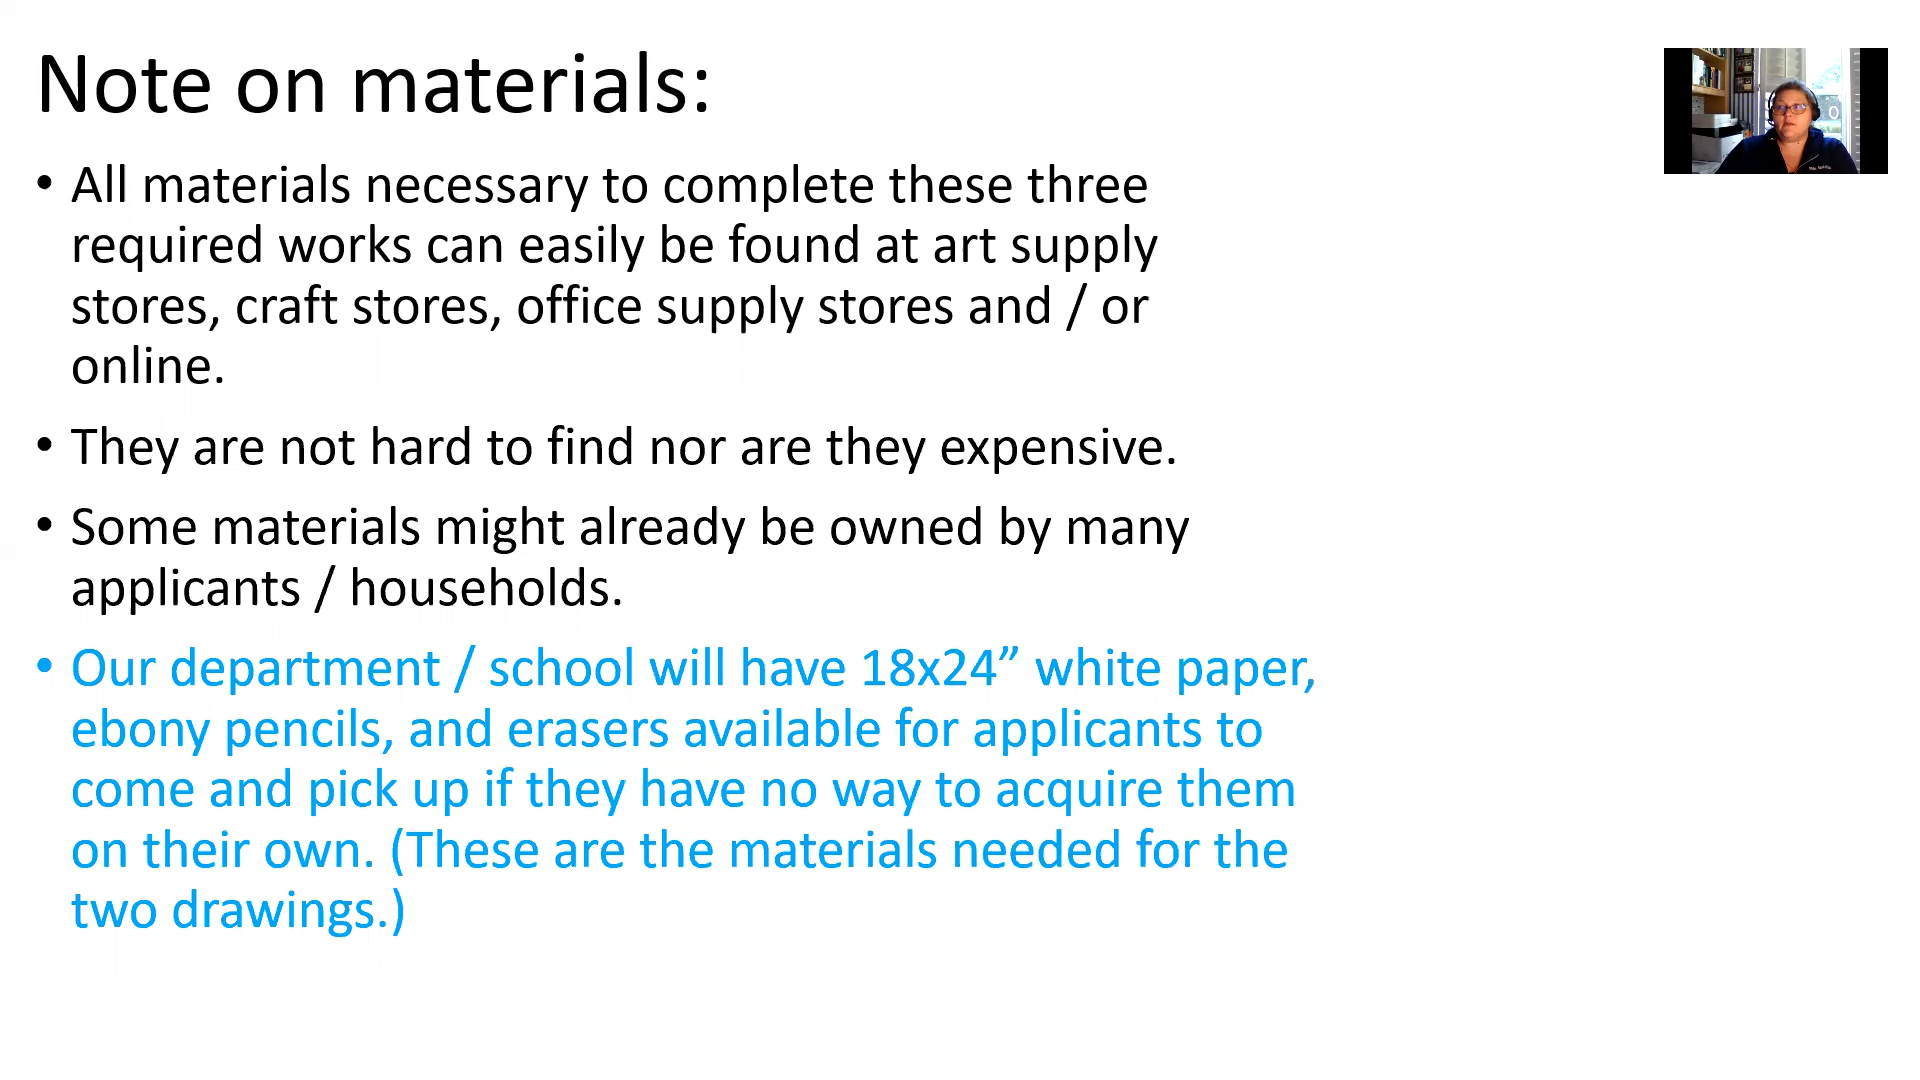 Note on materials:
• All materials necessary to complete these three
required works can easily be found at art supply
stores, craft stores, office supply stores and / or
online.
• They are not hard to find nor are they expensive.
• Some materials might already be owned by many
applicants / households.
• Our department / school will have 18x24” white paper,
ebony pencils, and erasers available for applicants to
come and pick up if they have no way to acquire them
on their own. (These are the materials needed for the
two drawings.)